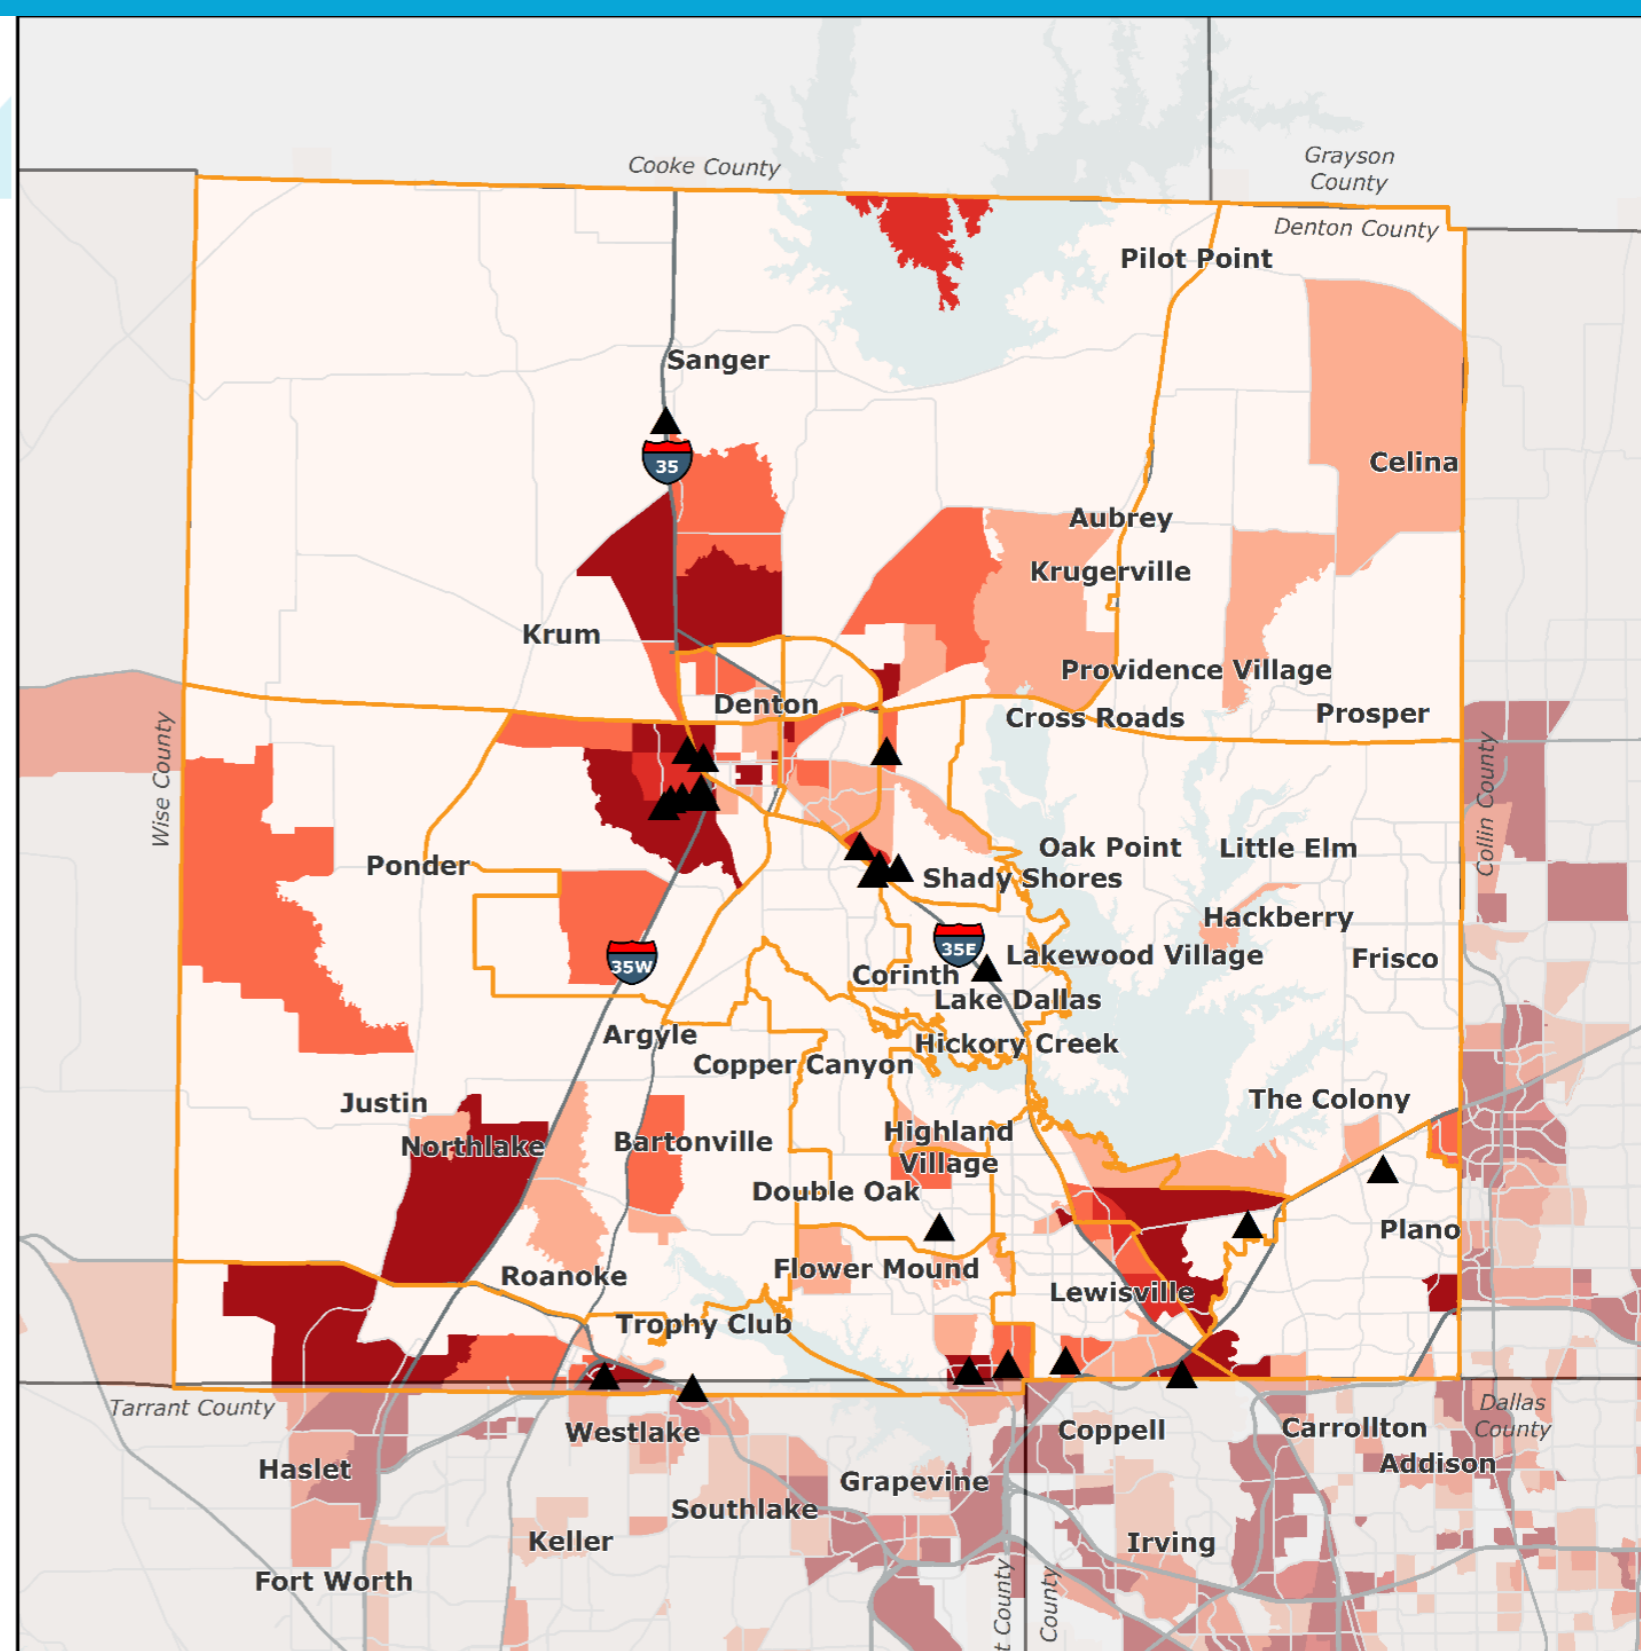 Cooke County
Grayson
County
Denton County
Pilot Point
Sanger
35
Celina
Aubrey
Krugerville
Krum
Providence Village
Denton
Cross Roads
Prosper
Wise County
Collin County
Oak Point
Little Elm
Ponder
Shady Shores
Hackberry
35E
Lakewood Village
Frisco
35W
Corinth
Lake Dallas
Argyle
Hickory Creek
Copper Canyon
Justin
The Colony
Northlake
Bartonville
Highland
Village
Double Oak
Plano
Roanoke
Flower Mound
Lewisville
Trophy Club
Tarrant County
Dallas
County
Westlake
Coppell
Carrollton
Addison
Haslet
Grapevine
Southlake
Keller
Irving
Fort Worth
t County
County